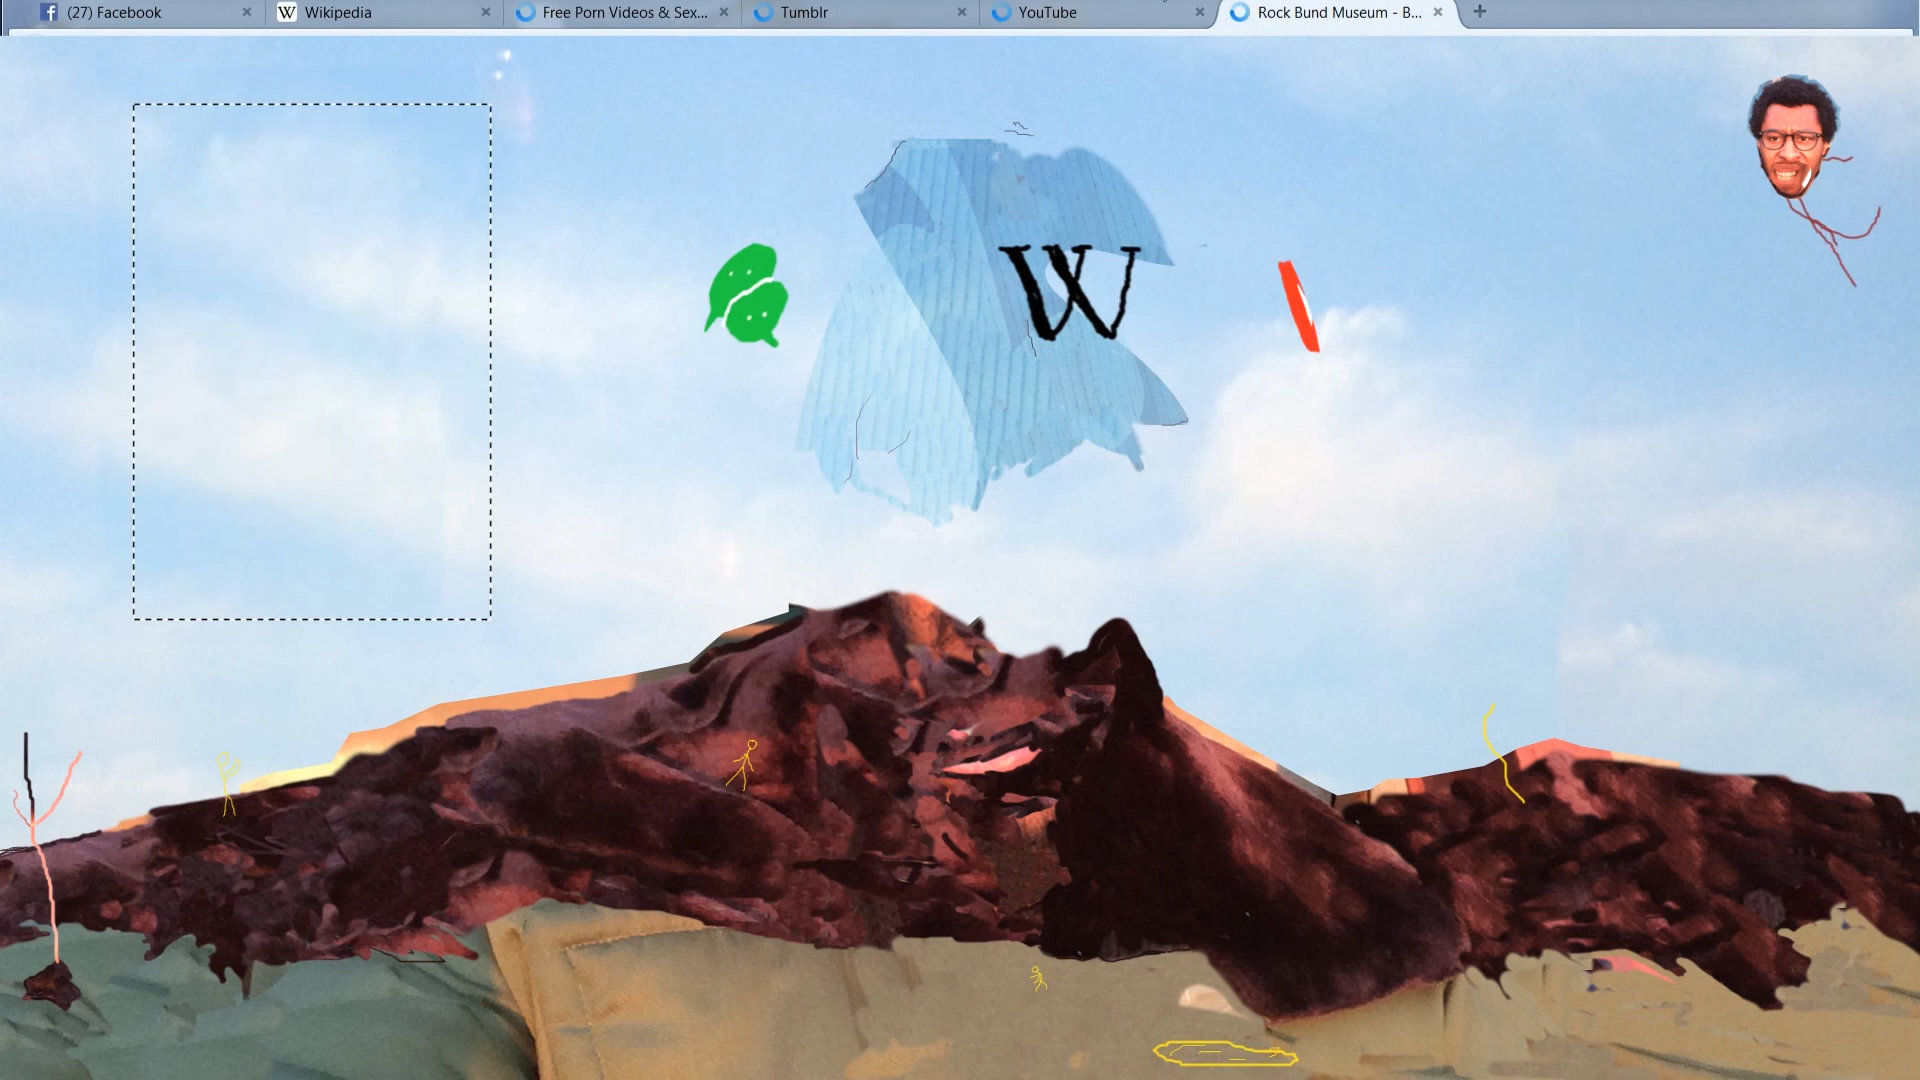 (27) Facebook
W Wikipedia
Free Porn Videos & Sex...
Tumblr
YouTube
Rock Bund Museum - B...
W